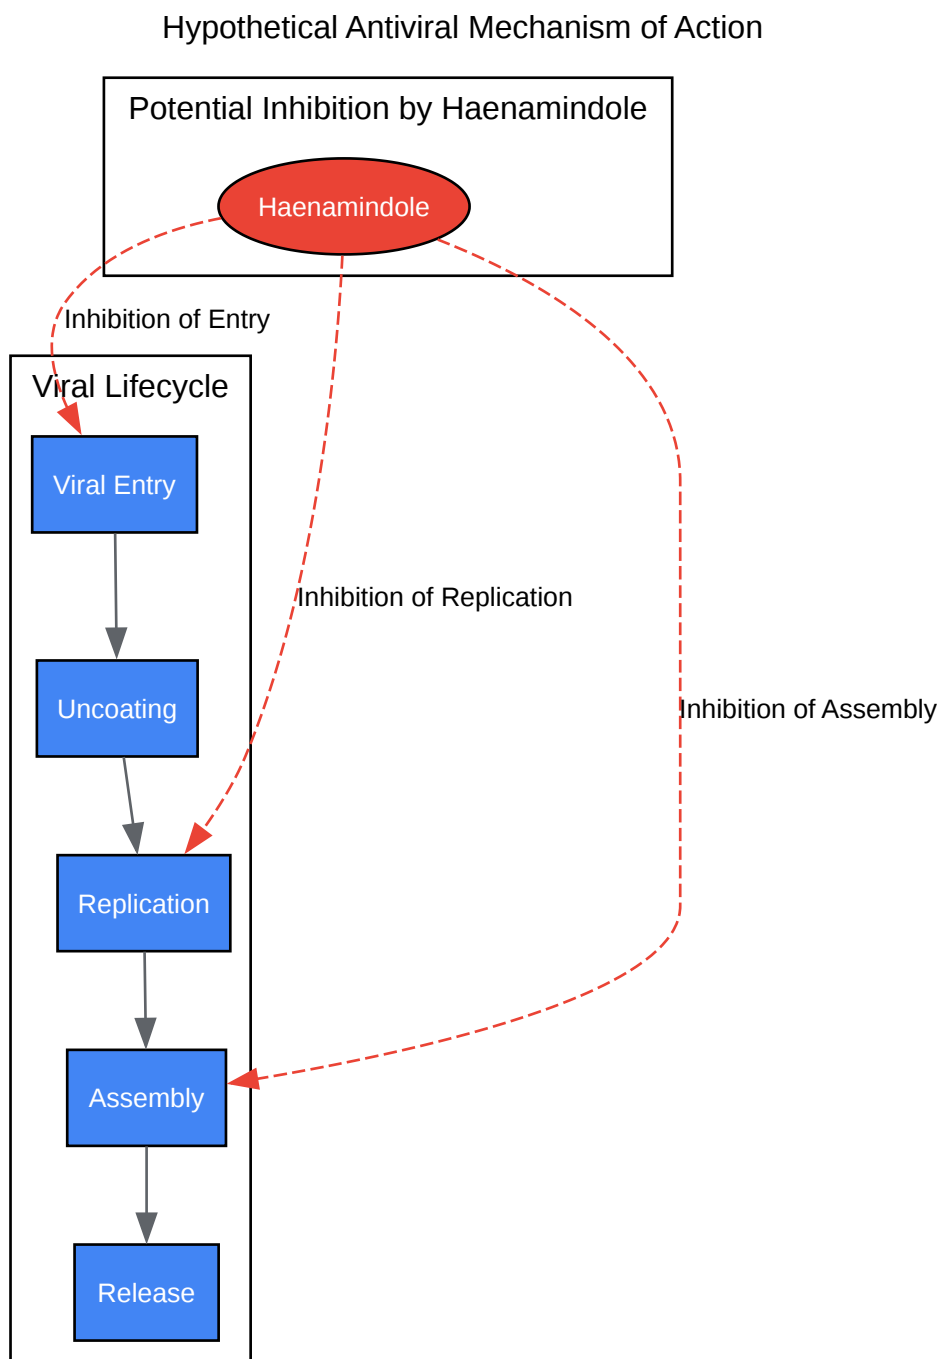 Hypothetical Antiviral Mechanism of Action
Potential Inhibition by Haenamindole
Haenamindole
Inhibition of Entry
Viral Lifecycle
Viral Entry
Inhibition of Replication
Uncoating
Inhibition of Assembly
Replication
Assembly
Release